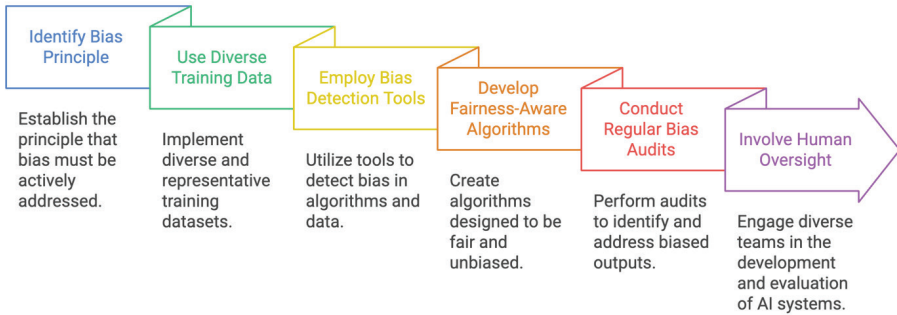 Identify Bias
Principle
Establish the
principle that
bias must be
actively
addressed.
Use Diverse
Training Data
Implement
diverse and
representative
training
datasets.
Employ Bias
Detection Tools
Utilize tools to
detect bias in
algorithms and
data.
Develop
Fairness-Aware
Algorithms
Create
algorithms
designed to be
fair and
unbiased.
Conduct
Regular Bias
Audits
Perform audits
to identify and
address biased
outputs.
Involve Human
Oversight
Engage diverse
teams in the
development
and evaluation
of AI systems.